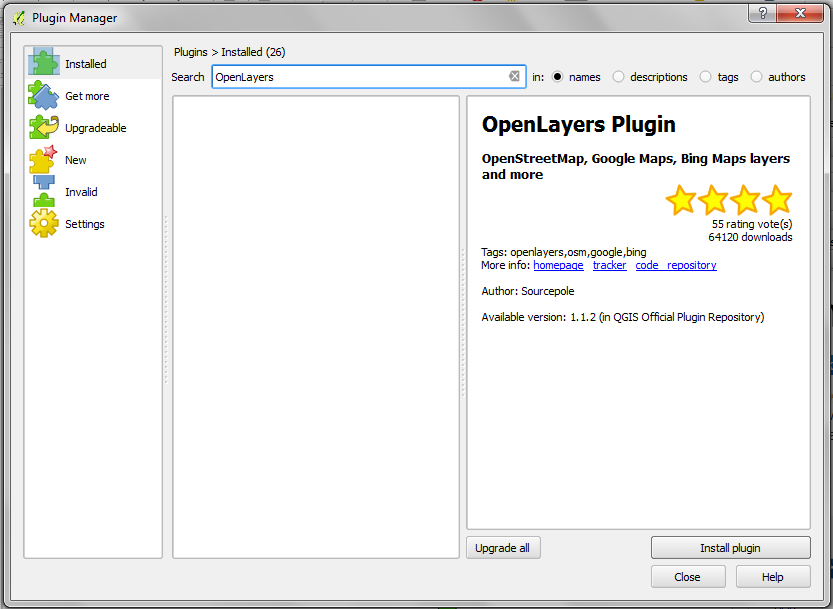 Plugin Manager
?
Installed
Get more
Upgradeable
New
Invalid
Settings
Plugins > Installed (26)
Search OpenLayers in: names descriptions tags authors
OpenLayers Plugin
OpenStreetMap, Google Maps, Bing Maps layers
and more
55 rating vote(s)
64120 downloads
Tags: openlayers,osm,google,bing
More info: homepage tracker code repository
Author: Sourcepole
Available version: 1.1.2 (in QGIS Official Plugin Repository)
Upgrade all
Install plugin
Close
Help